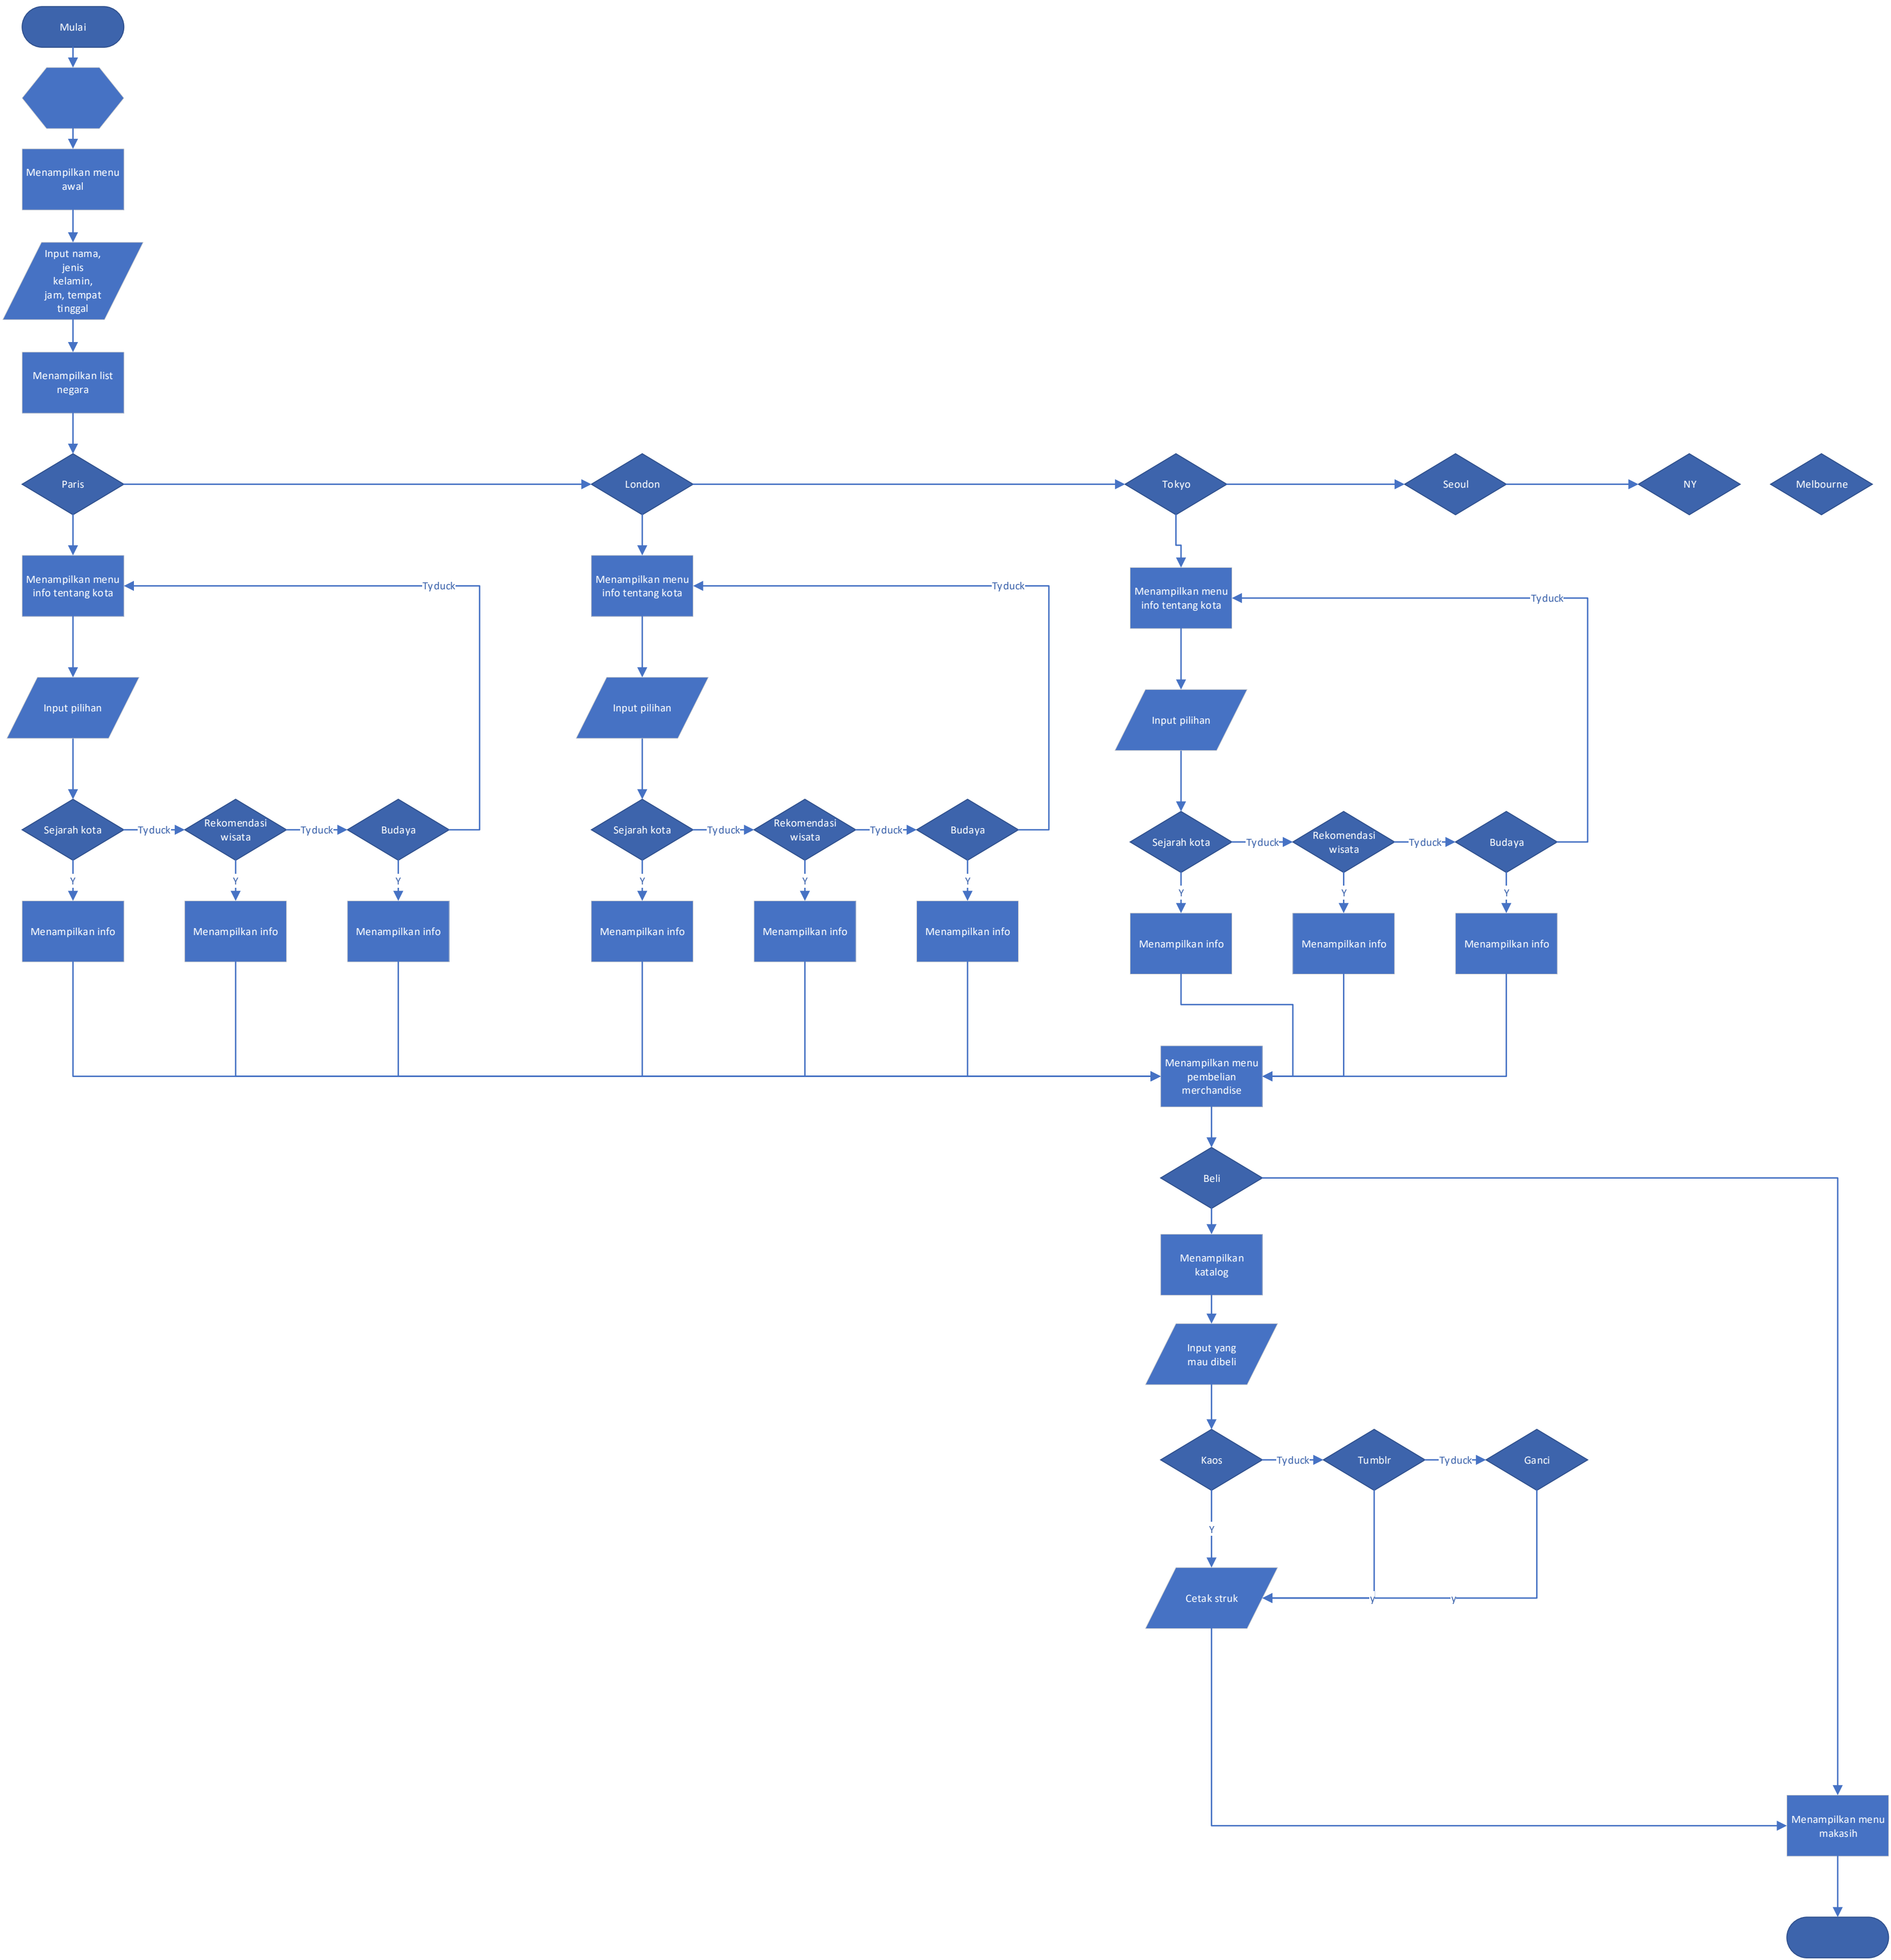 Mulai
Menampilkan menu
awal
Input nama,
jenis
kelamin,
jam, tempat
tinggal
Menampilkan list
negara
Paris
London
Tokyo
Seoul
NY
Melbourne
Menampilkan menu
info tentang kota
Tyduck
Menampilkan menu
info tentang kota
Tyduck
Menampilkan menu
info tentang kota
Tyduck
Input pilihan
Input pilihan
Input pilihan
Sejarah kota
Tyduck
Rekomendasi
wisata
Tyduck
Budaya
Sejarah kota
Tyduck
Rekomendasi
wisata
Tyduck
Budaya
Sejarah kota
Tyduck
Rekomendasi
wisata
Tyduck
Budaya
Y
Y
Y
Y
Y
Y
Y
Y
Y
Menampilkan info
Menampilkan info
Menampilkan info
Menampilkan info
Menampilkan info
Menampilkan info
Menampilkan info
Menampilkan info
Menampilkan info
Menampilkan menu
pembelian
merchandise
Beli
Menampilkan
katalog
Input yang
mau dibeli
Kaos
Tyduck
Tumblr
Tyduck
Ganci
Y
Cetak struk
y
y
Menampilkan menu
makasih